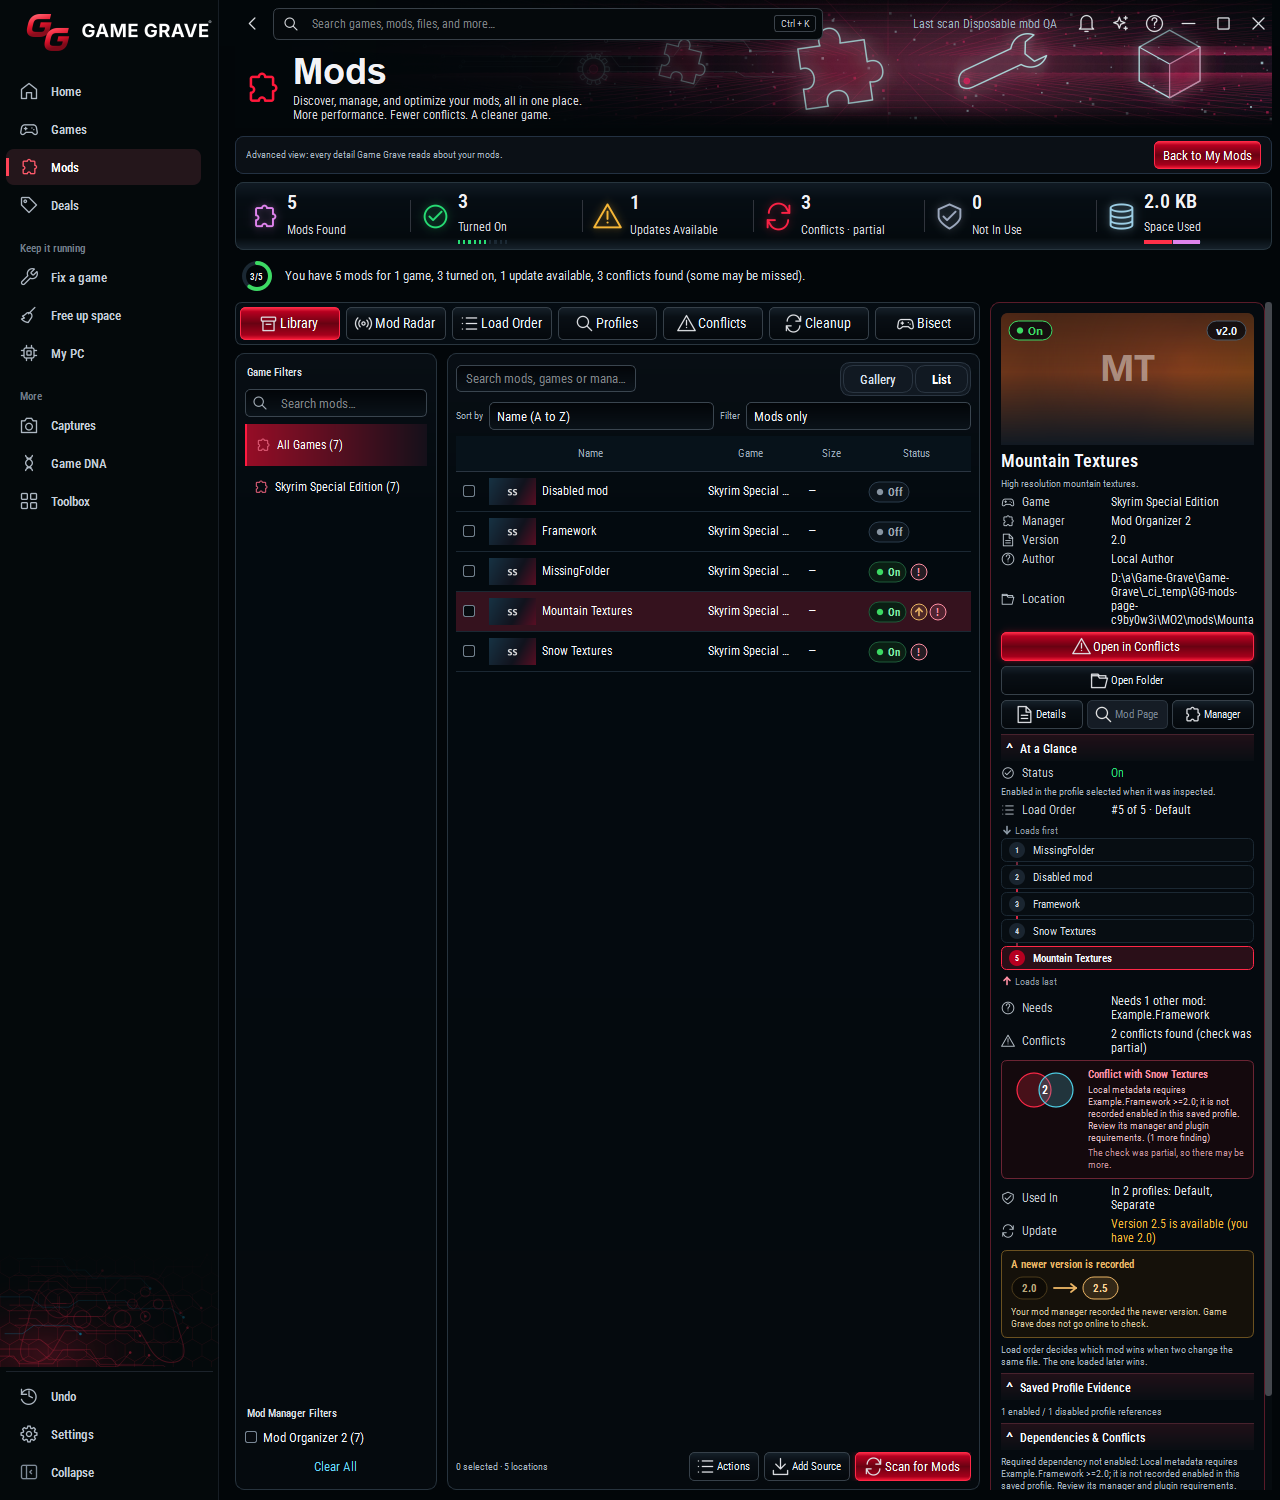 GAME GRAVE
Search games, mods, files, and more...
Ctrl + K
Last scan Disposable mod QA
Home
Games
Mods
Deals
Keep it running
Fix a game
Free up space
My PC
More
Captures
Game DNA
Toolbox
Undo
Settings
Collapse
Mods
Discover, manage, and optimize your mods, all in one place.
More performance. Fewer conflicts. A cleaner game.
Advanced view: every detail Game Grave reads about your mods.
Back to My Mods
5
Mods Found
3
Turned On
1
Updates Available
3
Conflicts · partial
0
Not In Use
2.0 KB
Space Used
3/5
You have 5 mods for 1 game, 3 turned on, 1 update available, 3 conflicts found (some may be missed).
Library
Mod Radar
Load Order
Profiles
Conflicts
Cleanup
Bisect
Game Filters
Search mods...
All Games (7)
Skyrim Special Edition (7)
Mod Manager Filters
Mod Organizer 2 (7)
Clear All
Search mods, games or mana...
Gallery
List
Sort by
Name (A to Z)
Filter
Mods only
Name
Game
Size
Status
SS
Disabled mod
Skyrim Special ...
—
Off
SS
Framework
Skyrim Special ...
—
Off
SS
MissingFolder
Skyrim Special ...
—
On
!
SS
Mountain Textures
Skyrim Special ...
—
On
!
SS
Snow Textures
Skyrim Special ...
—
On
!
0 selected · 5 locations
Actions
Add Source
Scan for Mods
On
v2.0
MT
Mountain Textures
High resolution mountain textures.
Game
Skyrim Special Edition
Manager
Mod Organizer 2
Version
2.0
Author
Local Author
Location
D:\a\Game-Grave\Game-
Grave\_ci_temp\GG-mods-
page-
c9by0w3i\MO2\mods\Mounta
Open in Conflicts
Open Folder
Details
Mod Page
Manager
^ At a Glance
Status
On
Enabled in the profile selected when it was inspected.
Load Order
#5 of 5 · Default
Loads first
1 MissingFolder
2 Disabled mod
3 Framework
4 Snow Textures
5 Mountain Textures
Loads last
Needs
Needs 1 other mod:
Example.Framework
Conflicts
2 conflicts found (check was
partial)
2
Conflict with Snow Textures
Local metadata requires
Example.Framework >=2.0; it is not
recorded enabled in this saved profile.
Review its manager and plugin
requirements. (1 more finding)
The check was partial, so there may be
more.
Used In
In 2 profiles: Default,
Separate
Update
Version 2.5 is available (you
have 2.0)
A newer version is recorded
2.0
2.5
Your mod manager recorded the newer version. Game
Grave does not go online to check.
Load order decides which mod wins when two change the
same file. The one loaded later wins.
^ Saved Profile Evidence
1 enabled / 1 disabled profile references
^ Dependencies & Conflicts
Required dependency not enabled: Local metadata requires
Example.Framework >=2.0; it is not recorded enabled in this
saved profile. Review its manager and plugin requirements.